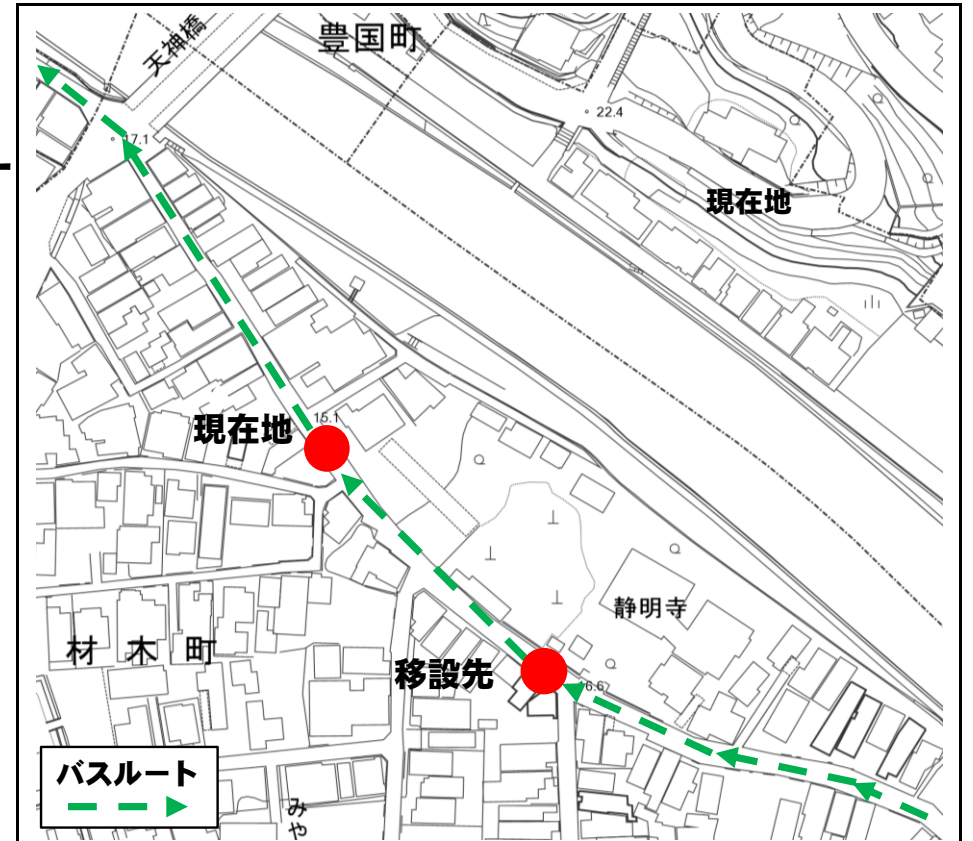 豊国町
天神橋
22.4
17.1
現在地
15.1
現在地
静明寺
材木町
移設先
16.6
バスルート
みや